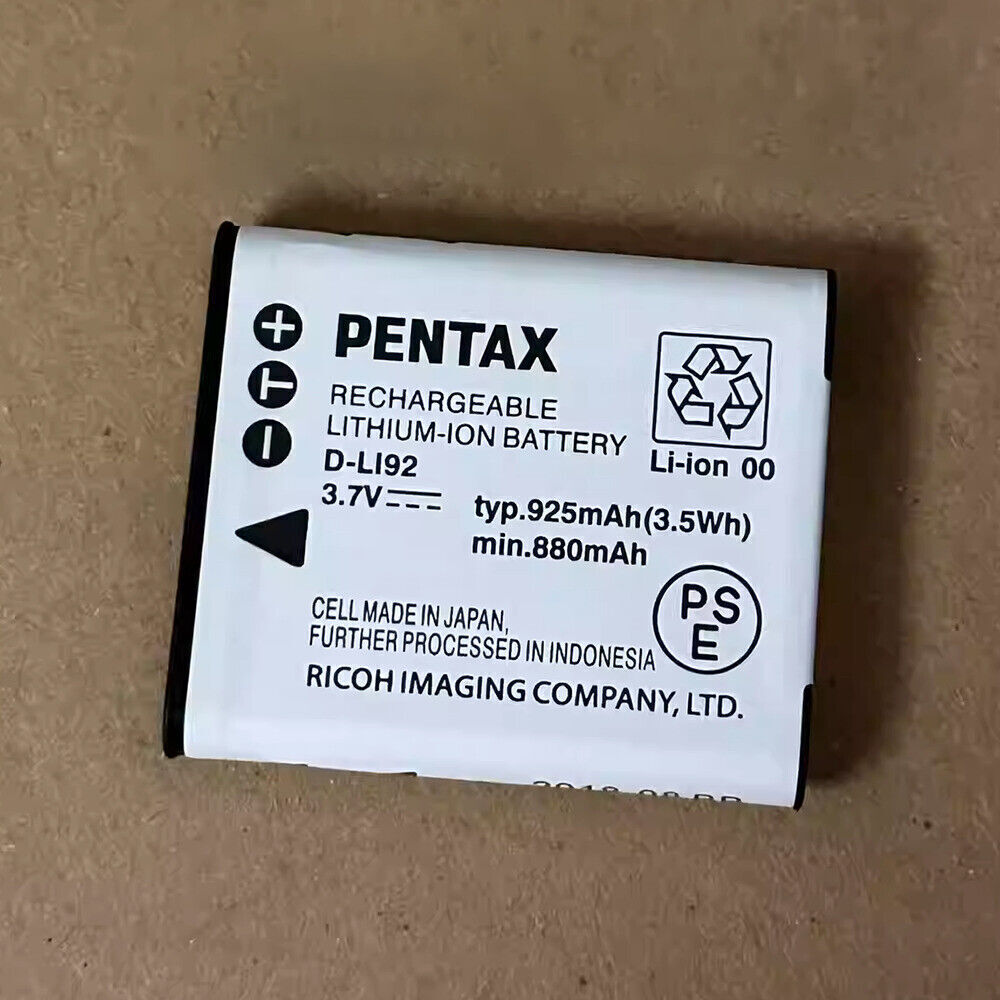 PENTAX
RECHARGEABLE
LITHIUM-ION BATTERY
D-LI92
3.7V
typ.925mAh(3.5Wh)
min.880mAh
Li-ion 00
+
T
–
CELL MADE IN JAPAN,
FURTHER PROCESSED IN INDONESIA
RICOH IMAGING COMPANY, LTD.
PS
E